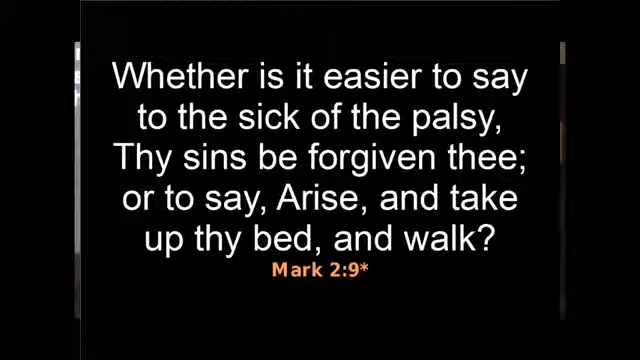 Whether is it easier to say
to the sick of the palsy,
Thy sins be forgiven thee;
or to say, Arise, and take
up thy bed, and walk?
Mark 2:9*